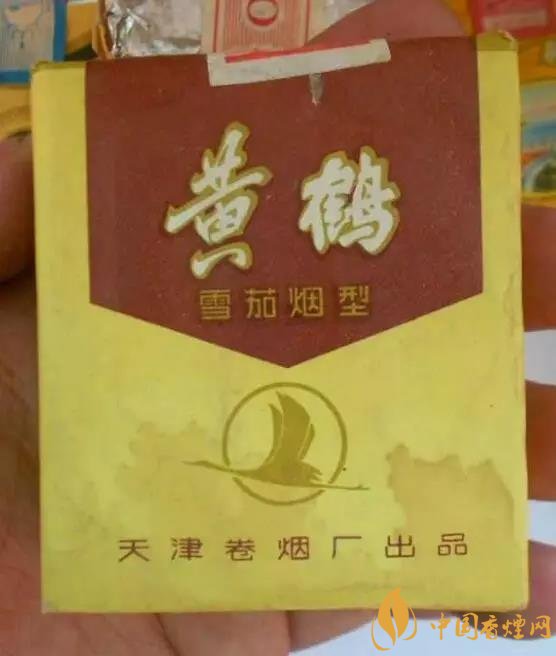 黄鹤
雪茄烟型
天津卷烟厂出品
中国香烟网